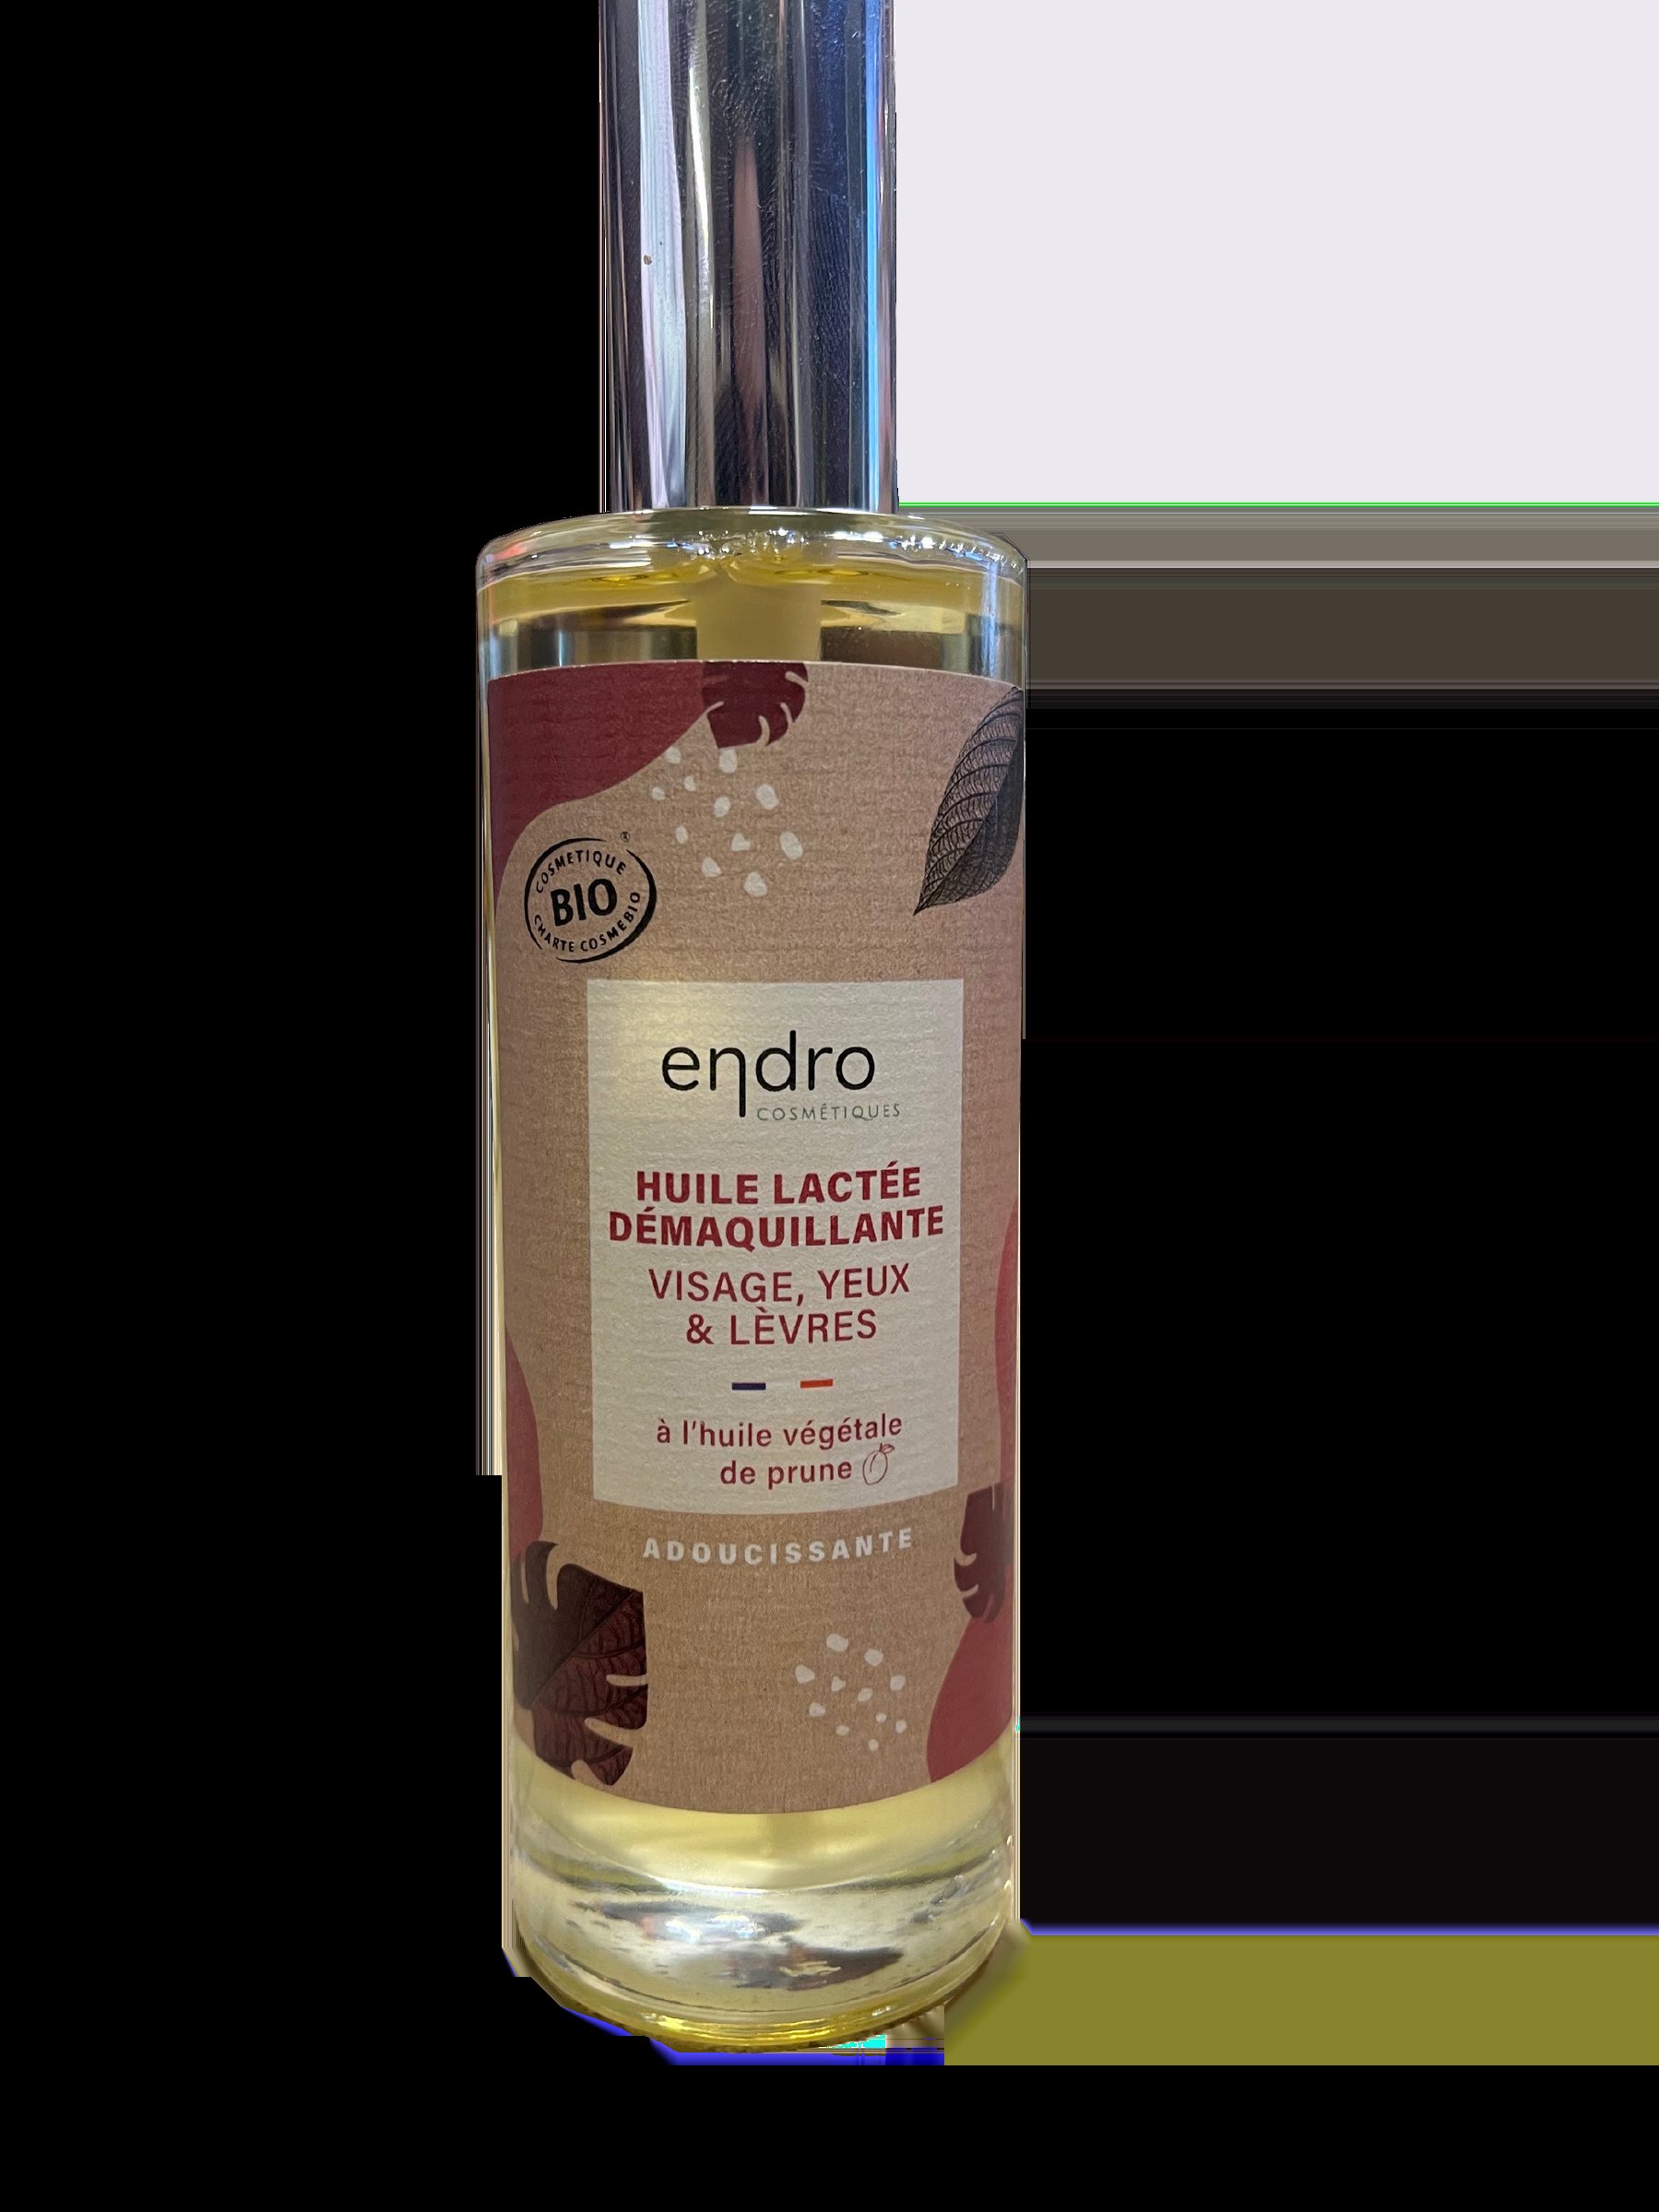 COSMETIQUE ®
BIO
CHARTE COSMEBIO
endro
COSMÉTIQUES
HUILE LACTÉE
DÉMAQUILLANTE
VISAGE, YEUX
& LÈVRES
à l'huile végétale
de prune
ADOUCISSANTE